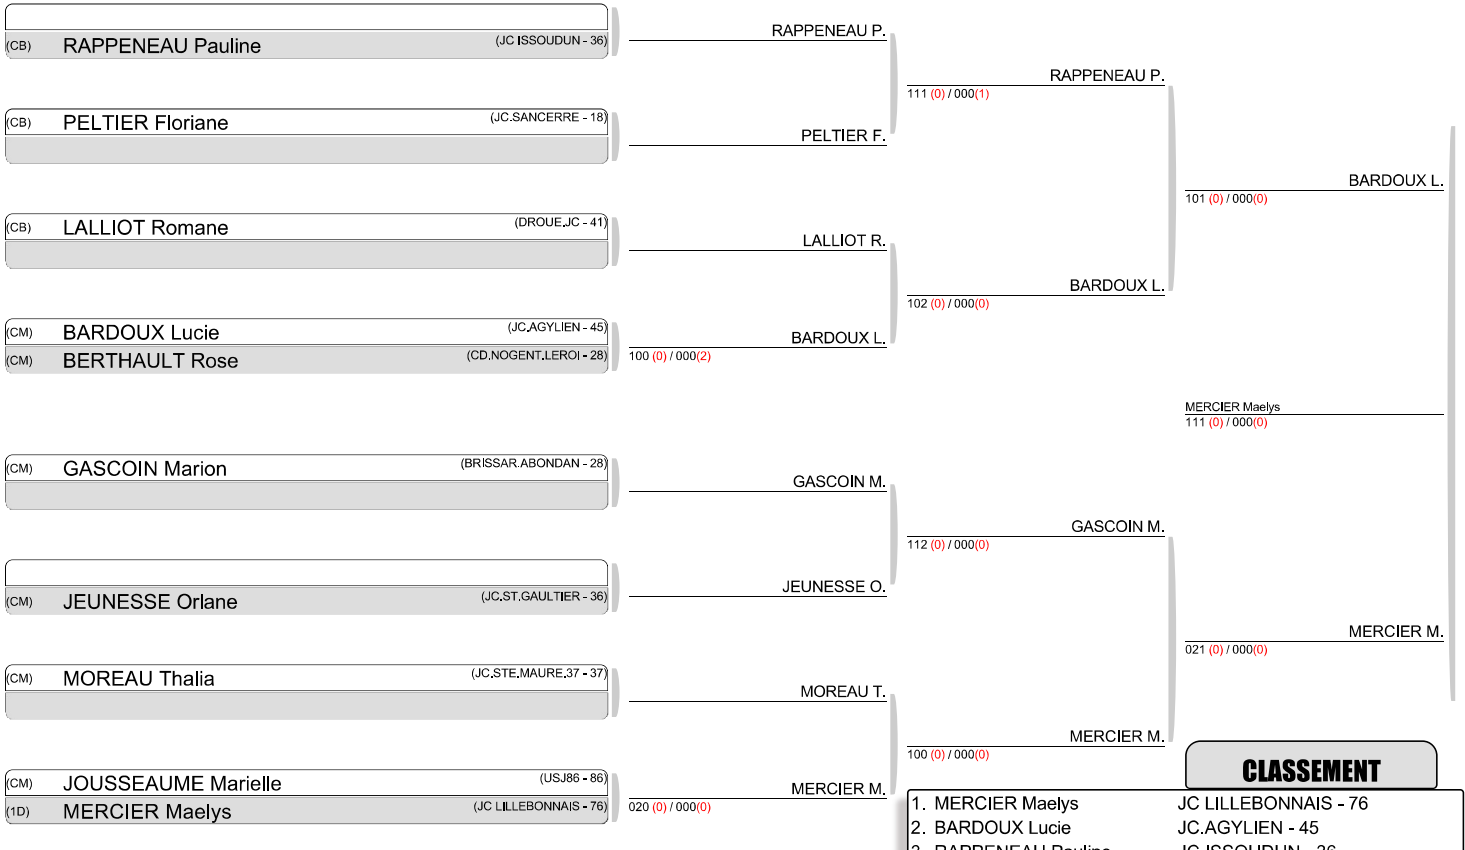 (CB) RAPPENEAU Pauline (JC ISSOUDUN - 36)
(CB) PELTIER Floriane (JC.SANCERRE - 18)
(CB) LALLIOT Romane (DROUE.JC - 41)
(CM) BARDOUX Lucie (JC.AGYLIEN - 45)
(CM) BERTHAULT Rose (CD.NOGENT.LEROI - 28)
(CM) GASCOIN Marion (BRISSAR.ABONDAN - 28)
(CM) JEUNESSE Orlane (JC.ST.GAULTIER - 36)
(CM) MOREAU Thalia (JC.STE.MAURE.37 - 37)
(CM) JOUSSEAUME Marielle (USJ86 - 86)
(1D) MERCIER Maelys (JC LILLEBONNAIS - 76)
RAPPENEAU P.
PELTIER F.
LALLIOT R.
BARDOUX L.
100 (0) / 000(2)
GASCOIN M.
JEUNESSE O.
MOREAU T.
MERCIER M.
020 (0) / 000(0)
RAPPENEAU P.
111 (0) / 000(1)
BARDOUX L.
102 (0) / 000(0)
GASCOIN M.
112 (0) / 000(0)
MERCIER M.
100 (0) / 000(0)
BARDOUX L.
101 (0) / 000(0)
MERCIER Maelys
111 (0) / 000(0)
MERCIER M.
021 (0) / 000(0)
CLASSEMENT
1. MERCIER Maelys JC LILLEBONNAIS - 76
2. BARDOUX Lucie JC.AGYLIEN - 45
3. RAPPENEAU Pauline JC ISSOUDUN - 36